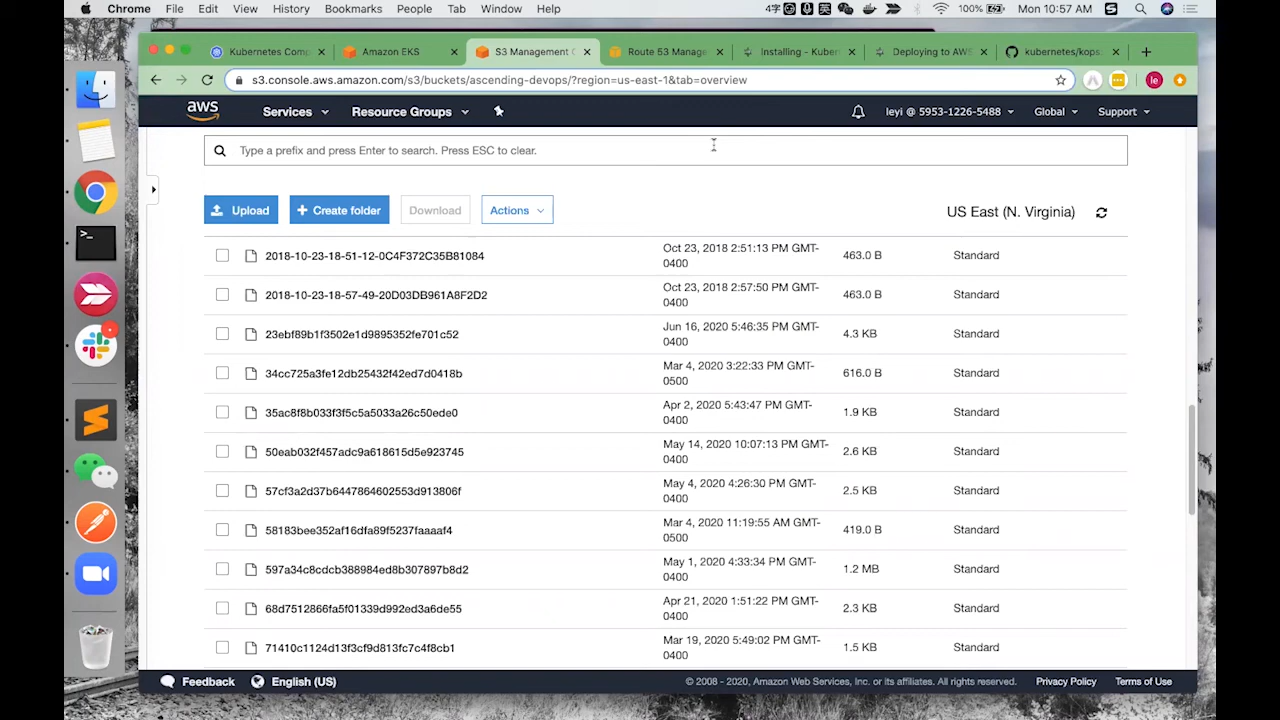 Chrome File Edit View History Bookmarks People Tab Window Help 4字 英 100% Mon 10:57 AM
Kubernetes Comp Amazon EKS S3 Management C Route 53 Manage Installing - Kuber Deploying to AWS kubernetes/kops
s3.console.aws.amazon.com/s3/buckets/ascending-devops/?region=us-east-1&tab=overview le
aws Services Resource Groups leyi @ 5953-1226-5488 Global Support
Type a prefix and press Enter to search. Press ESC to clear.
Upload + Create folder Download Actions US East (N. Virginia)
2018-10-23-18-51-12-0C4F372C35B81084 Oct 23, 2018 2:51:13 PM GMT-0400 463.0 B Standard
2018-10-23-18-57-49-20D03DB961A8F2D2 Oct 23, 2018 2:57:50 PM GMT-0400 463.0 B Standard
23ebf89b1f3502e1d9895352fe701c52 Jun 16, 2020 5:46:35 PM GMT-0400 4.3 KB Standard
34cc725a3fe12db25432f42ed7d0418b Mar 4, 2020 3:22:33 PM GMT-0500 616.0 B Standard
35ac8f8b033f3f5c5a5033a26c50ede0 Apr 2, 2020 5:43:47 PM GMT-0400 1.9 KB Standard
50eab032f457adc9a618615d5e923745 May 14, 2020 10:07:13 PM GMT-0400 2.6 KB Standard
57cf3a2d37b6447864602553d913806f May 4, 2020 4:26:30 PM GMT-0400 2.5 KB Standard
58183bee352af16dfa89f5237faaaaf4 Mar 4, 2020 11:19:55 AM GMT-0500 419.0 B Standard
597a34c8cdcb388984ed8b307897b8d2 May 1, 2020 4:33:34 PM GMT-0400 1.2 MB Standard
68d7512866fa5f01339d992ed3a6de55 Apr 21, 2020 1:51:22 PM GMT-0400 2.3 KB Standard
71410c1124d13f3cf9d813fc7c4f8cb1 Mar 19, 2020 5:49:02 PM GMT-0400 1.5 KB Standard
Feedback English (US) © 2008 - 2020, Amazon Web Services, Inc. or its affiliates. All rights reserved. Privacy Policy Terms of Use